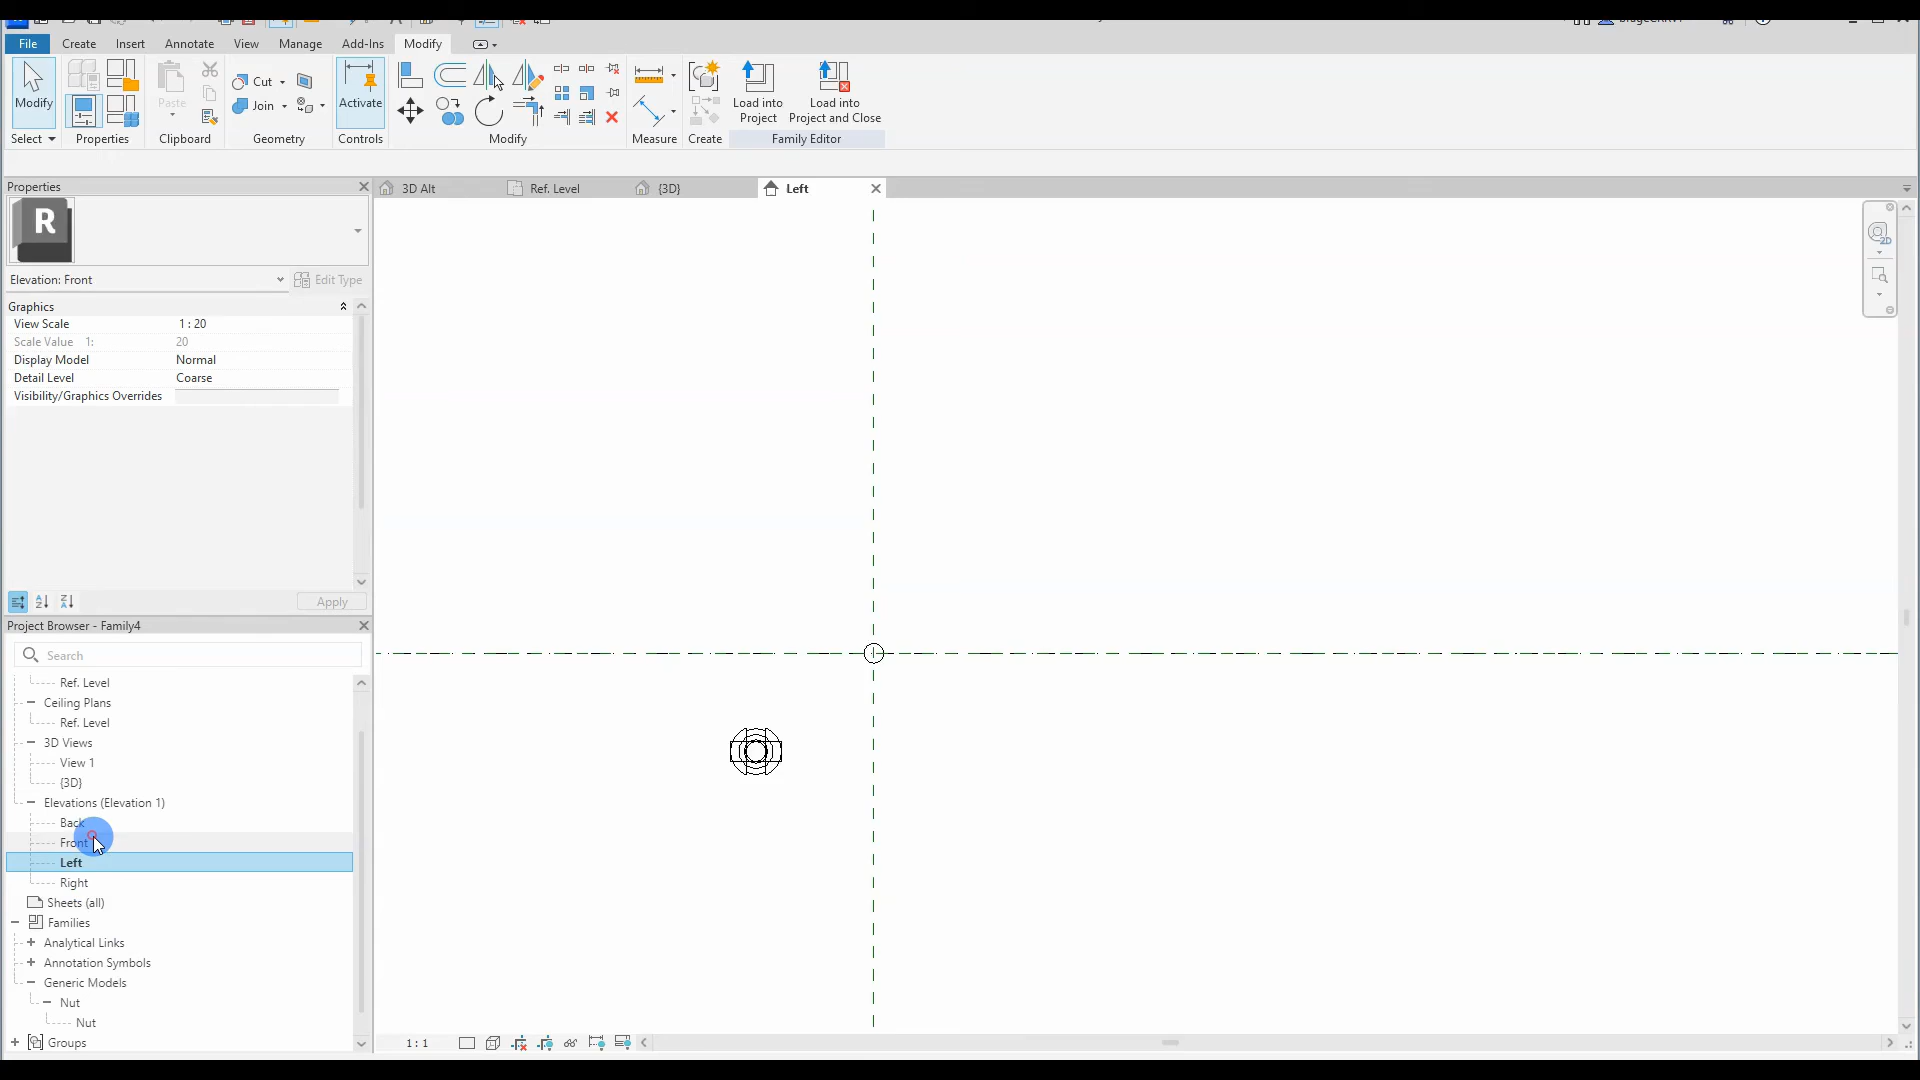 File Create Insert Annotate View Manage Add-Ins Modify
Modify
Select
Properties
Paste
Clipboard
Cut
Join
Geometry
Activate
Controls
Modify
Measure
Create
Load into
Project
Load into
Project and Close
Family Editor
Properties
3D Alt
Ref. Level
{3D}
Left
R
Elevation: Front
Edit Type
Graphics
View Scale 1 : 20
Scale Value 1: 20
Display Model Normal
Detail Level Coarse
Visibility/Graphics Overrides
Apply
Project Browser - Family4
Search
Ref. Level
Ceiling Plans
Ref. Level
3D Views
View 1
{3D}
Elevations (Elevation 1)
Back
Front
Left
Right
Sheets (all)
Families
Analytical Links
Annotation Symbols
Generic Models
Nut
Nut
Groups
1 : 1
2D